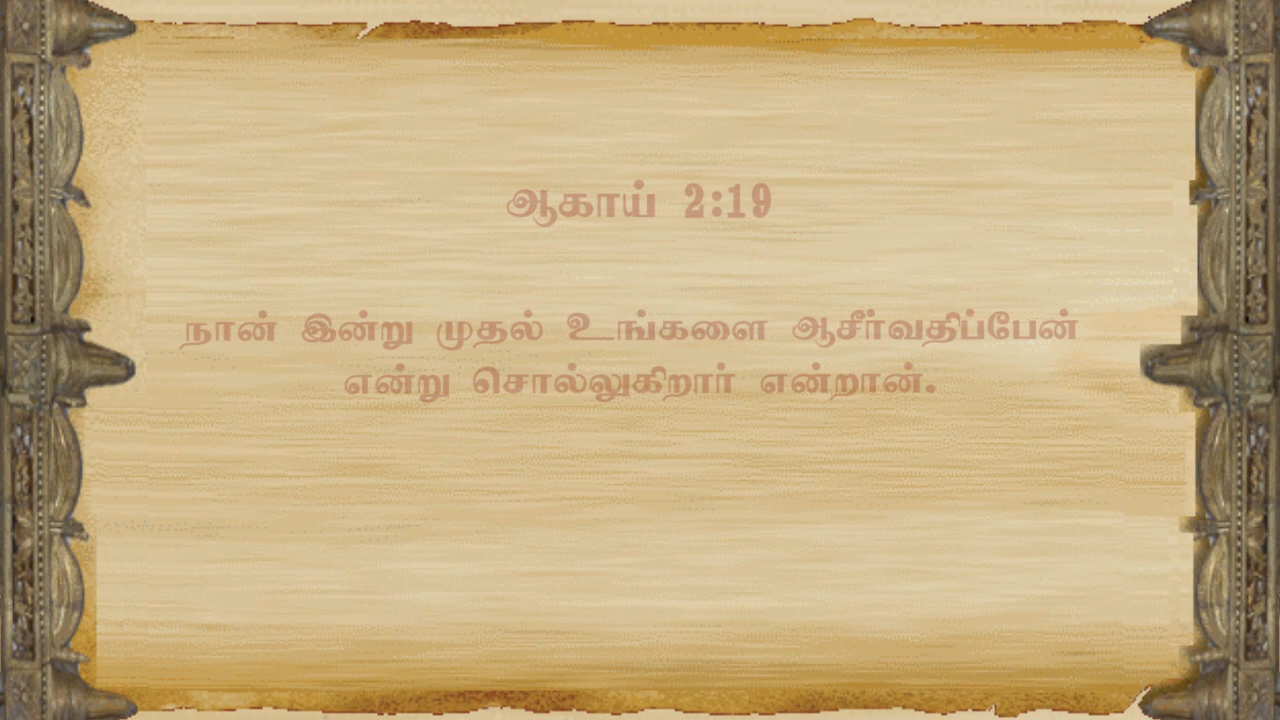 ஆகாய் 2:19
நான் இன்று முதல் உங்களை ஆசீர்வதிப்பேன்
என்று சொல்லுகிறார் என்றான்.